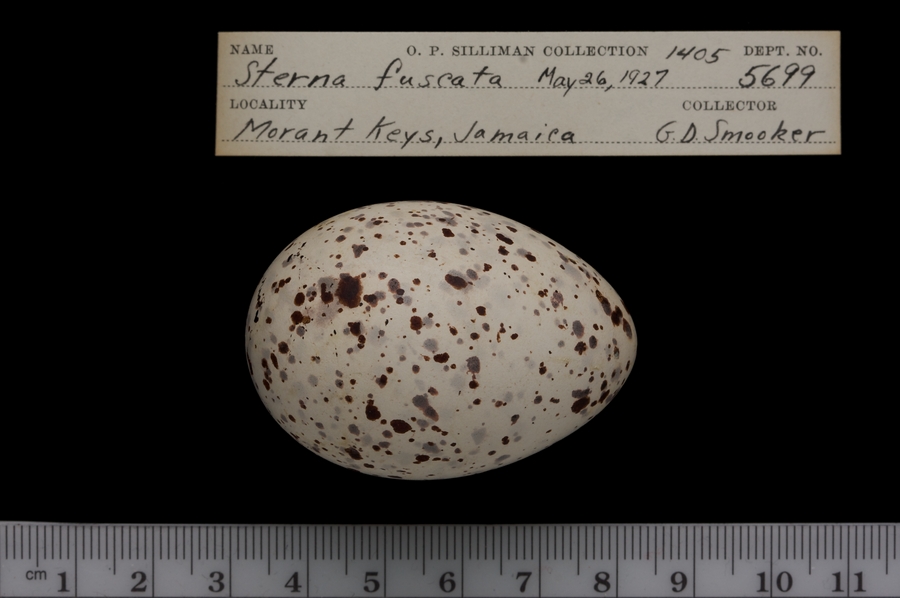 NAME O. P. SILLIMAN COLLECTION 1405 DEPT. NO.
Sterna fuscata May 26, 1927 5699
LOCALITY COLLECTOR
Morant Keys, Jamaica G.D. Smooker
cm 1 2 3 4 5 6 7 8 9 10 11